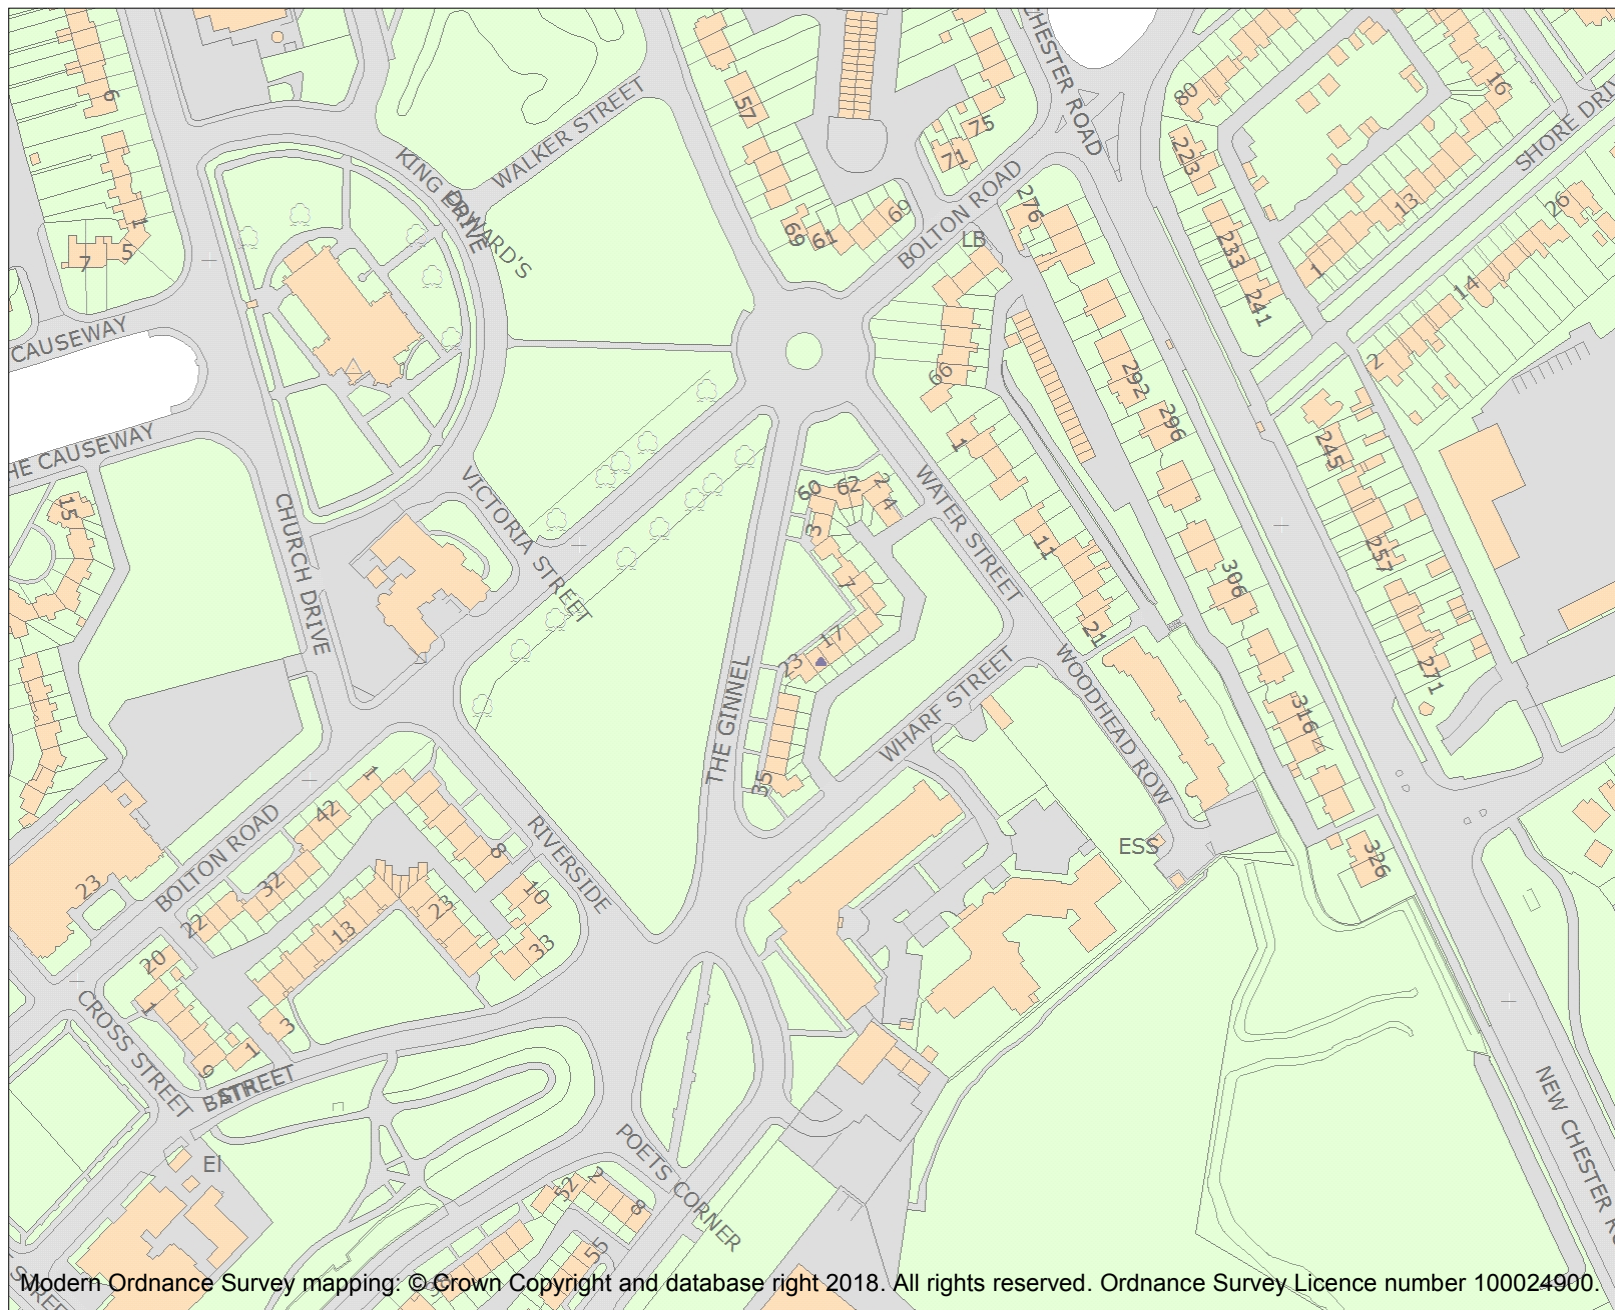 6
57
75
71
CHESTER ROAD
80
16
223
SHORE DRI
WALKER STREET
KING EDWARD'S
DRIVE
1
5
7
69
61
69
BOLTON ROAD
276
LB
13
26
233
1
241
14
CAUSEWAY
2
66
292
296
HE CAUSEWAY
15
CHURCH DRIVE
VICTORIA STREET
60
62
2
4
3
7
17
23
WATER STREET
1
11
21
245
257
306
271
THE GINNEL
35
WHARF STREET
WOODHEAD ROW
316
326
ESS
1
42
8
BOLTON ROAD
32
23
22
23
13
10
33
RIVERSIDE
20
1
3
1
9
CROSS STREET
BATH
STREET
El
POETS CORNER
52
2
8
55
NEW CHESTER R
STREE
Modern Ordnance Survey mapping: © Crown Copyright and database right 2018. All rights reserved. Ordnance Survey Licence number 100024900.